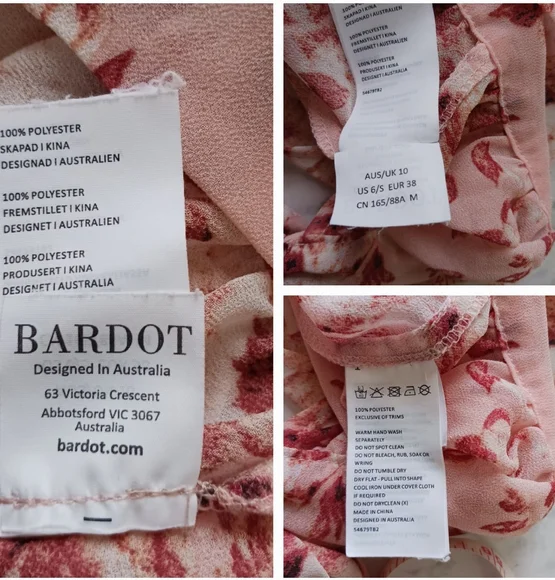 100% POLYESTER
SKAPAD I KINA
DESIGNAD I AUSTRALIEN
100% POLYESTER
FREMSTILLET I KINA
DESIGNET I AUSTRALIEN
100% POLYESTER
PRODUSERT I KINA
DESIGNET I AUSTRALIA
BARDOT
Designed In Australia
63 Victoria Crescent
Abbotsford VIC 3067
Australia
bardot.com
SKAPAD I KINA
DESIGNAD I AUSTRALIEN
100% POLYESTER
FREMSTILLET I KINA
DESIGNET I AUSTRALIEN
100% POLYESTER
PRODUSERT I KINA
DESIGNET I AUSTRALIA
54879TB2
AUS/UK 10
US 6/S EUR 38
CN 165/88A M
100% POLYESTER
EXCLUSIVE OF TRIMS
WARM HAND WASH
SEPARATELY
DO NOT SPOT CLEAN
DO NOT BLEACH, RUB, SOAK OR
WRING
DO NOT TUMBLE DRY
DRY FLAT - PULL INTO SHAPE
COOL IRON UNDER COVER CLOTH
IF REQUIRED
DO NOT DRYCLEAN (X)
MADE IN CHINA
DESIGNED IN AUSTRALIA
54879TB2